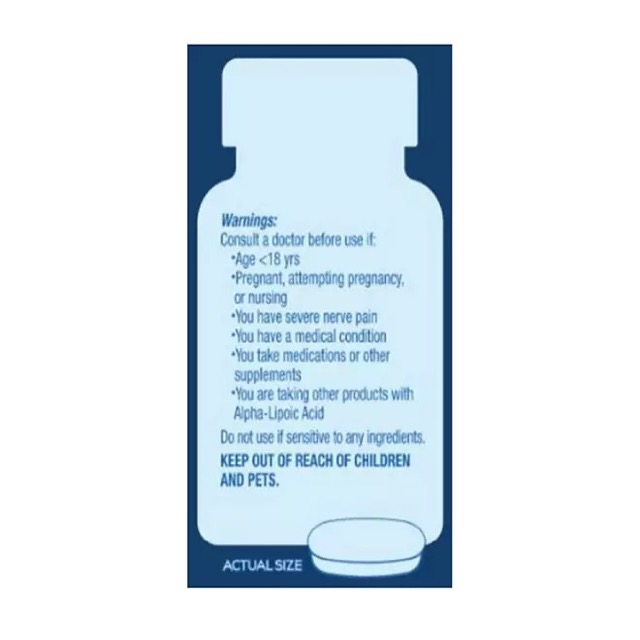 Warnings:
Consult a doctor before use if:
•Age <18 yrs
•Pregnant, attempting pregnancy,
or nursing
•You have severe nerve pain
•You have a medical condition
•You take medications or other
supplements
•You are taking other products with
Alpha-Lipoic Acid
Do not use if sensitive to any ingredients.
KEEP OUT OF REACH OF CHILDREN
AND PETS.
ACTUAL SIZE